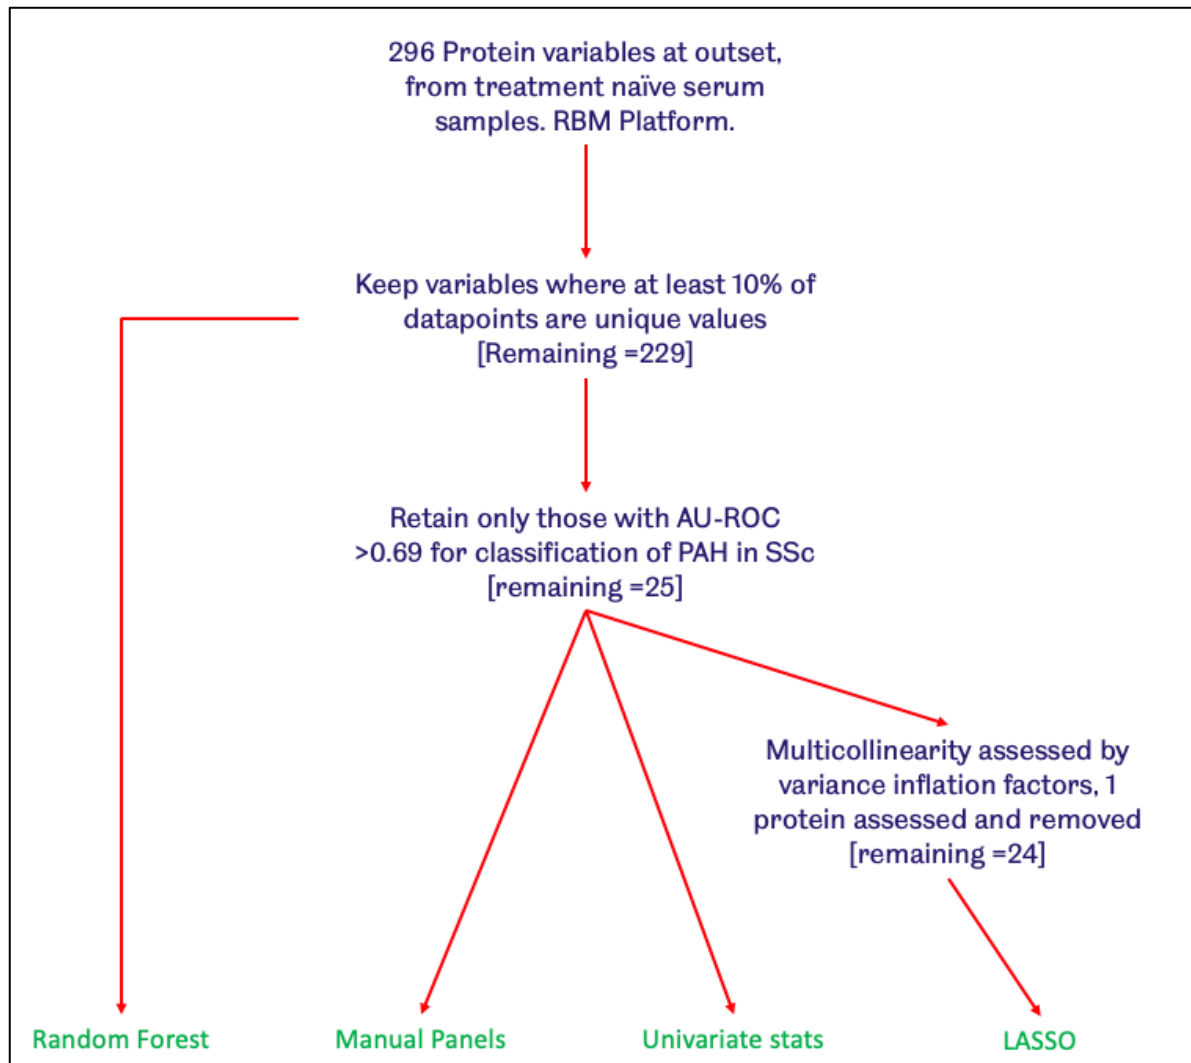 296 Protein variables at outset,
from treatment naïve serum
samples. RBM Platform.
Keep variables where at least 10% of
datapoints are unique values
[Remaining =229]
Retain only those with AU-ROC
>0.69 for classification of PAH in SSc
[remaining =25]
Multicollinearity assessed by
variance inflation factors, 1
protein assessed and removed
[remaining =24]
Random Forest
Manual Panels
Univariate stats
LASSO